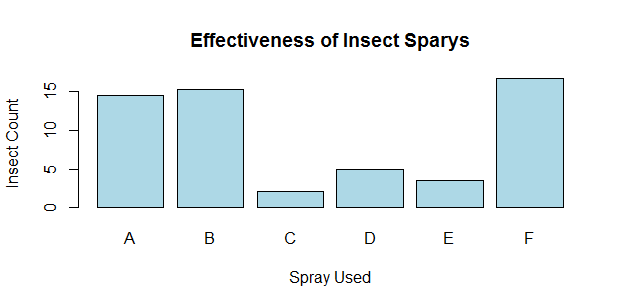 Effectiveness of Insect Sparys
Insect Count
15
10
5
0
A B C D E F
Spray Used